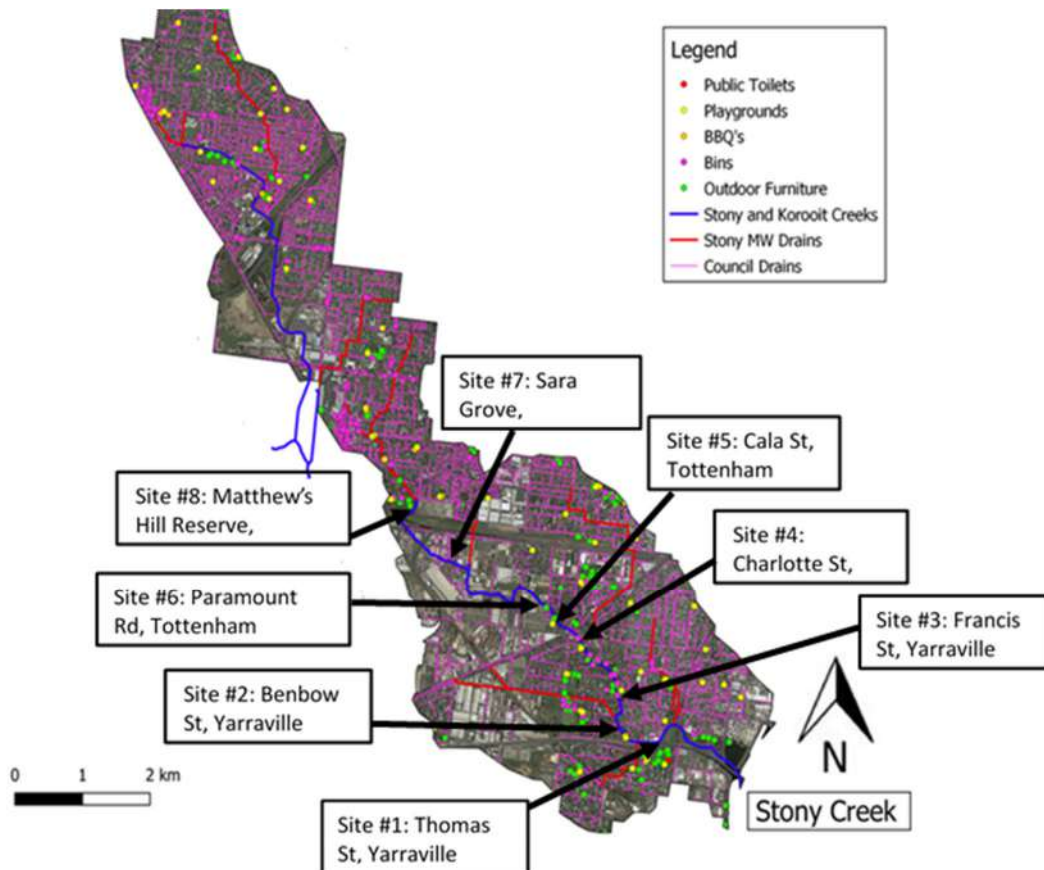 Legend
Public Toilets
Playgrounds
BBQ's
Bins
Outdoor Furniture
Stony and Korooit Creeks
Stony MW Drains
Council Drains
Site #7: Sara
Grove,
Site #5: Cala St,
Tottenham
Site #8: Matthew's
Hill Reserve,
Site #4:
Charlotte St,
Site #6: Paramount
Rd, Tottenham
Site #3: Francis
St, Yarraville
Site #2: Benbow
St, Yarraville
N
0 1 2 km
Stony Creek
Site #1: Thomas
St, Yarraville